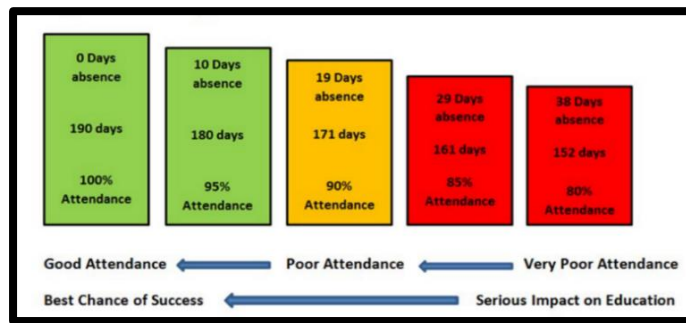 0 Days
absence
190 days
100%
Attendance
10 Days
absence
180 days
95%
Attendance
19 Days
absence
171 days
90%
Attendance
29 Days
absence
161 days
85%
Attendance
38 Days
absence
152 days
80%
Attendance
Good Attendance Poor Attendance Very Poor Attendance
Best Chance of Success Serious Impact on Education